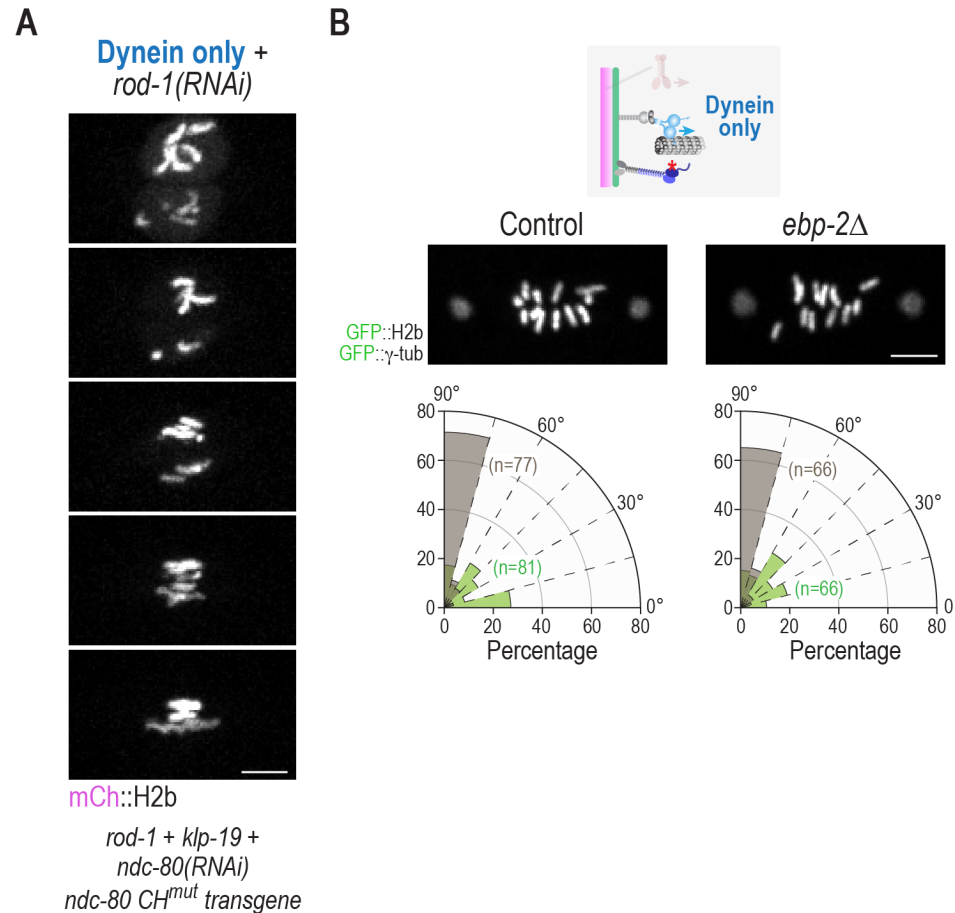 A
Dynein only +
rod-1(RNAi)
mCh::H2b
rod-1 + klp-19 +
ndc-80(RNAi)
ndc-80 CHmut transgene
B
Dynein
only
*
Control
ebp-2Δ
GFP::H2b
GFP::γ-tub
90°
80
60°
60
(n=77)
40
30°
20
(n=81)
0
0°
0 20 40 60 80
Percentage
90°
80
60°
60
(n=66)
40
30°
20
(n=66)
0
0
0 20 40 60 80
Percentage